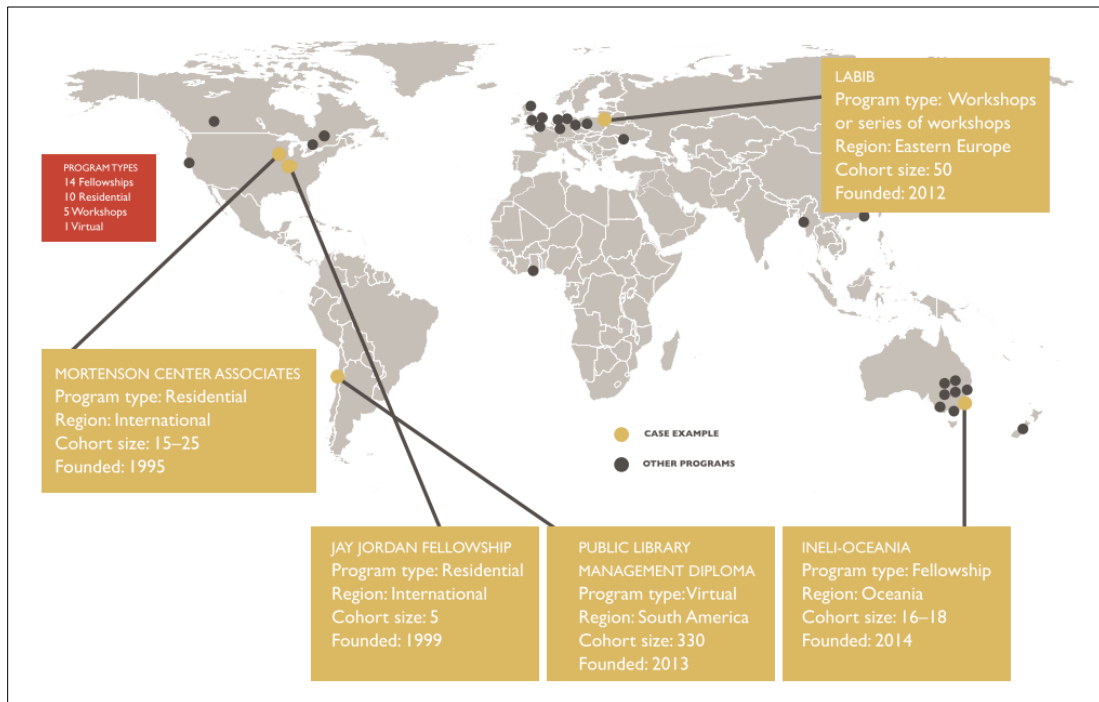 LABIB
Program type: Workshops
or series of workshops
Region: Eastern Europe
Cohort size: 50
Founded: 2012
PROGRAM TYPES
14 Fellowships
10 Residential
5 Workshops
1 Virtual
MORTENSON CENTER ASSOCIATES
Program type: Residential
Region: International
Cohort size: 15–25
Founded: 1995
CASE EXAMPLE
OTHER PROGRAMS
JAY JORDAN FELLOWSHIP
Program type: Residential
Region: International
Cohort size: 5
Founded: 1999
PUBLIC LIBRARY
MANAGEMENT DIPLOMA
Program type: Virtual
Region: South America
Cohort size: 330
Founded: 2013
INELI-OCEANIA
Program type: Fellowship
Region: Oceania
Cohort size: 16–18
Founded: 2014